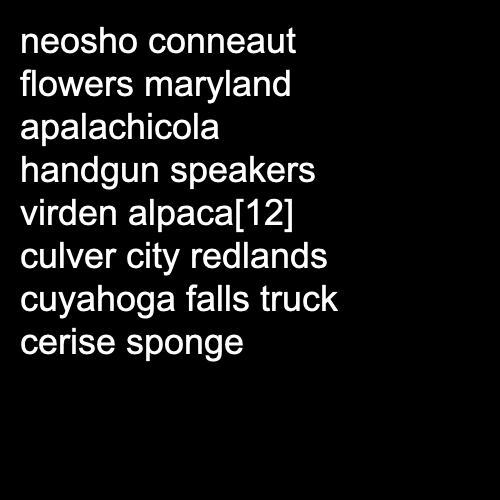 neosho conneaut
flowers maryland
apalachicola
handgun speakers
virden alpaca[12]
culver city redlands
cuyahoga falls truck
cerise sponge